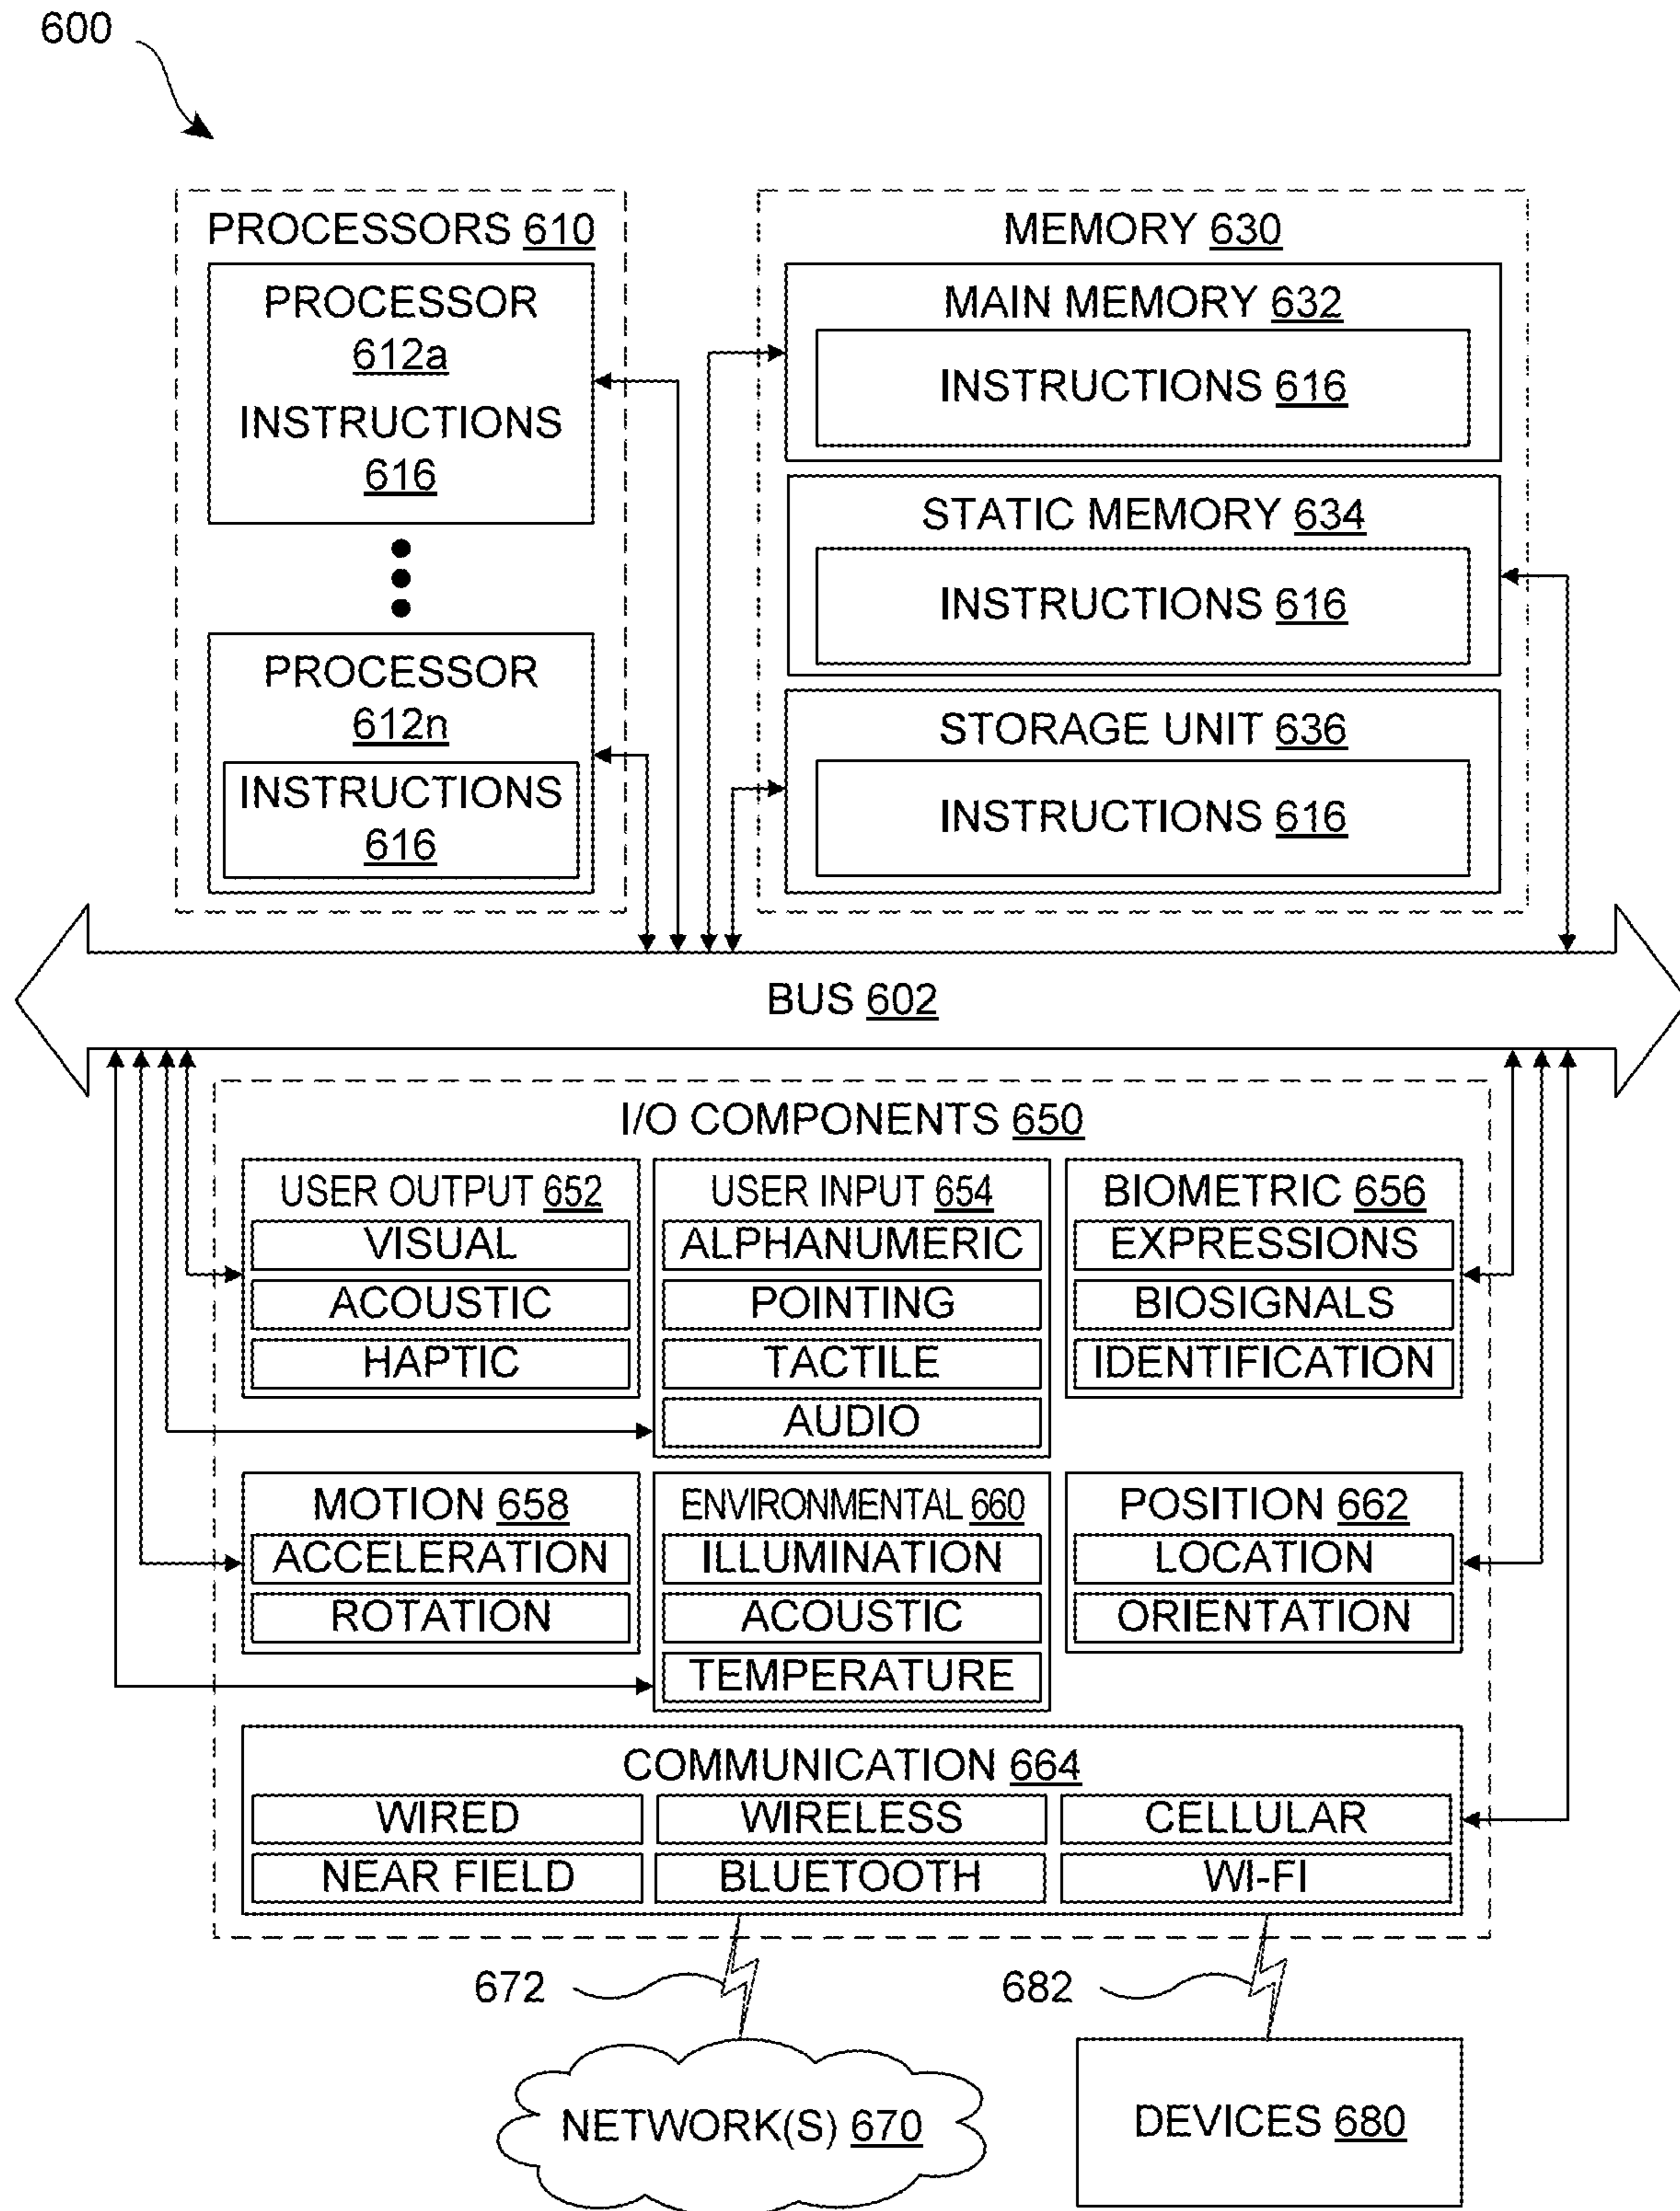 600
PROCESSORS 610
PROCESSOR
612a
INSTRUCTIONS
616
PROCESSOR
612n
INSTRUCTIONS
616
MEMORY 630
MAIN MEMORY 632
INSTRUCTIONS 616
STATIC MEMORY 634
INSTRUCTIONS 616
STORAGE UNIT 636
INSTRUCTIONS 616
BUS 602
I/O COMPONENTS 650
USER OUTPUT 652
VISUAL
ACOUSTIC
HAPTIC
USER INPUT 654
ALPHANUMERIC
POINTING
TACTILE
AUDIO
BIOMETRIC 656
EXPRESSIONS
BIOSIGNALS
IDENTIFICATION
MOTION 658
ACCELERATION
ROTATION
ENVIRONMENTAL 660
ILLUMINATION
ACOUSTIC
TEMPERATURE
POSITION 662
LOCATION
ORIENTATION
COMMUNICATION 664
WIRED
WIRELESS
CELLULAR
NEAR FIELD
BLUETOOTH
WI-FI
672
682
NETWORK(S) 670
DEVICES 680